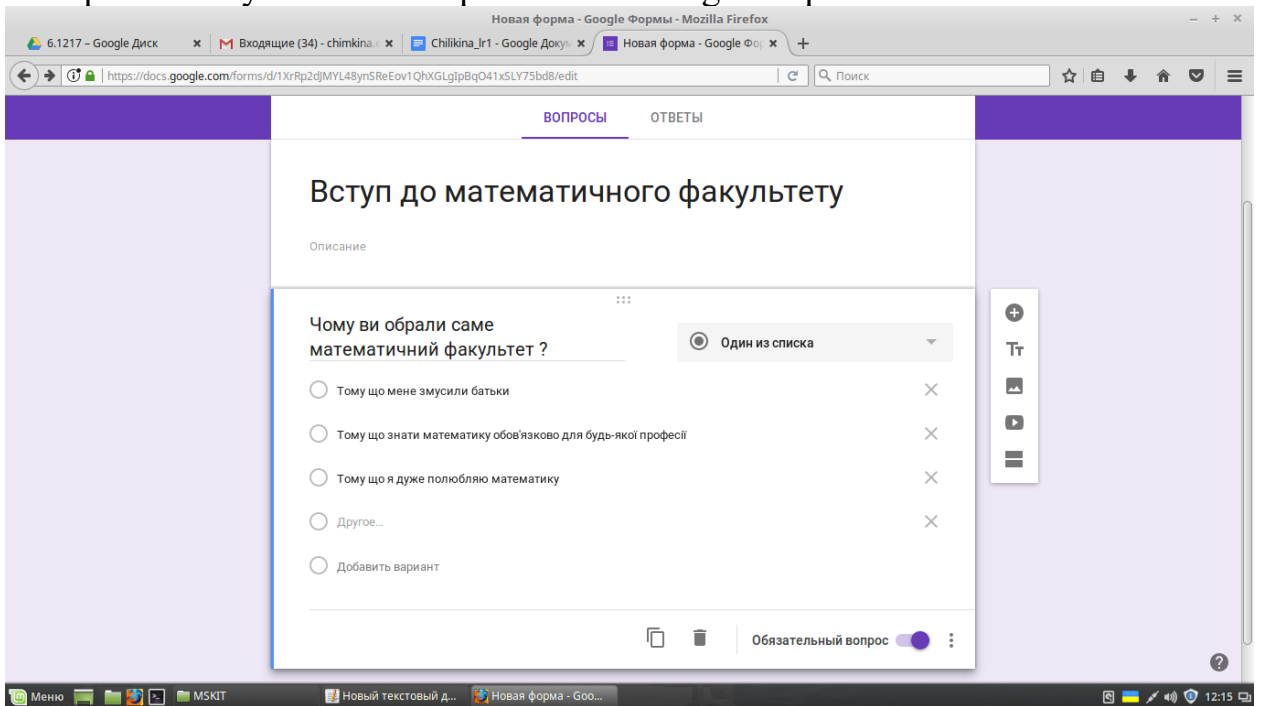 Новая форма - Google Формы - Mozilla Firefox
6.1217 – Google Диск
Входящие (34) - chimkina.
Chilikina_lr1 - Google Докум
Новая форма - Google Фор
https://docs.google.com/forms/d/1XrRp2dJMYL48ynSReEov1QhXGLgIpBqO41xSLY75bd8/edit
Поиск
ВОПРОСЫ ОТВЕТЫ
Вступ до математичного факультету
Описание
Чому ви обрали саме
математичний факультет ?
Один из списка
Тому що мене змусили батьки
Тому що знати математику обов'язково для будь-якої професії
Тому що я дуже полюбляю математику
Другое...
Добавить вариант
Обязательный вопрос
Меню
MSKIT
Новый текстовый д...
Новая форма - Goo...
12:15